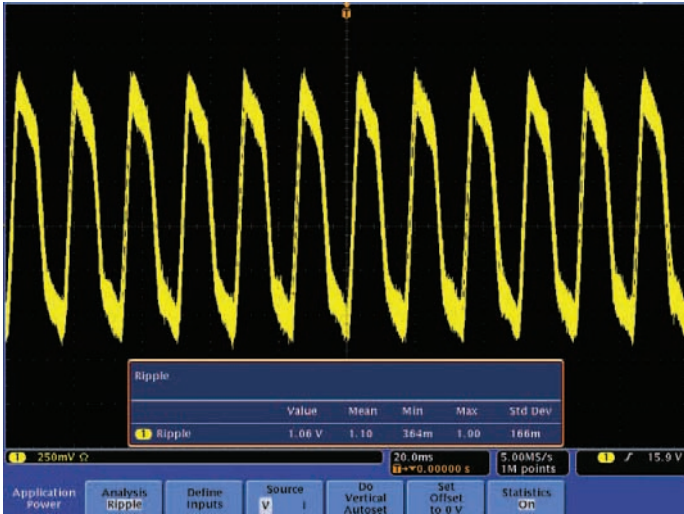 T
Ripple
Value Mean Min Max Std Dev
1 Ripple 1.06 V 1.10 364m 1.90 166m
1 250mV Ω
20.0ms
T→▼0.00000 s
5.00MS/s
1M points
1 ∫ 15.9 V
Application
Power
Analysis
Ripple
Define
Inputs
Source
V I
Do
Vertical
Autoset
Set
Offset
to 0 V
Statistics
On